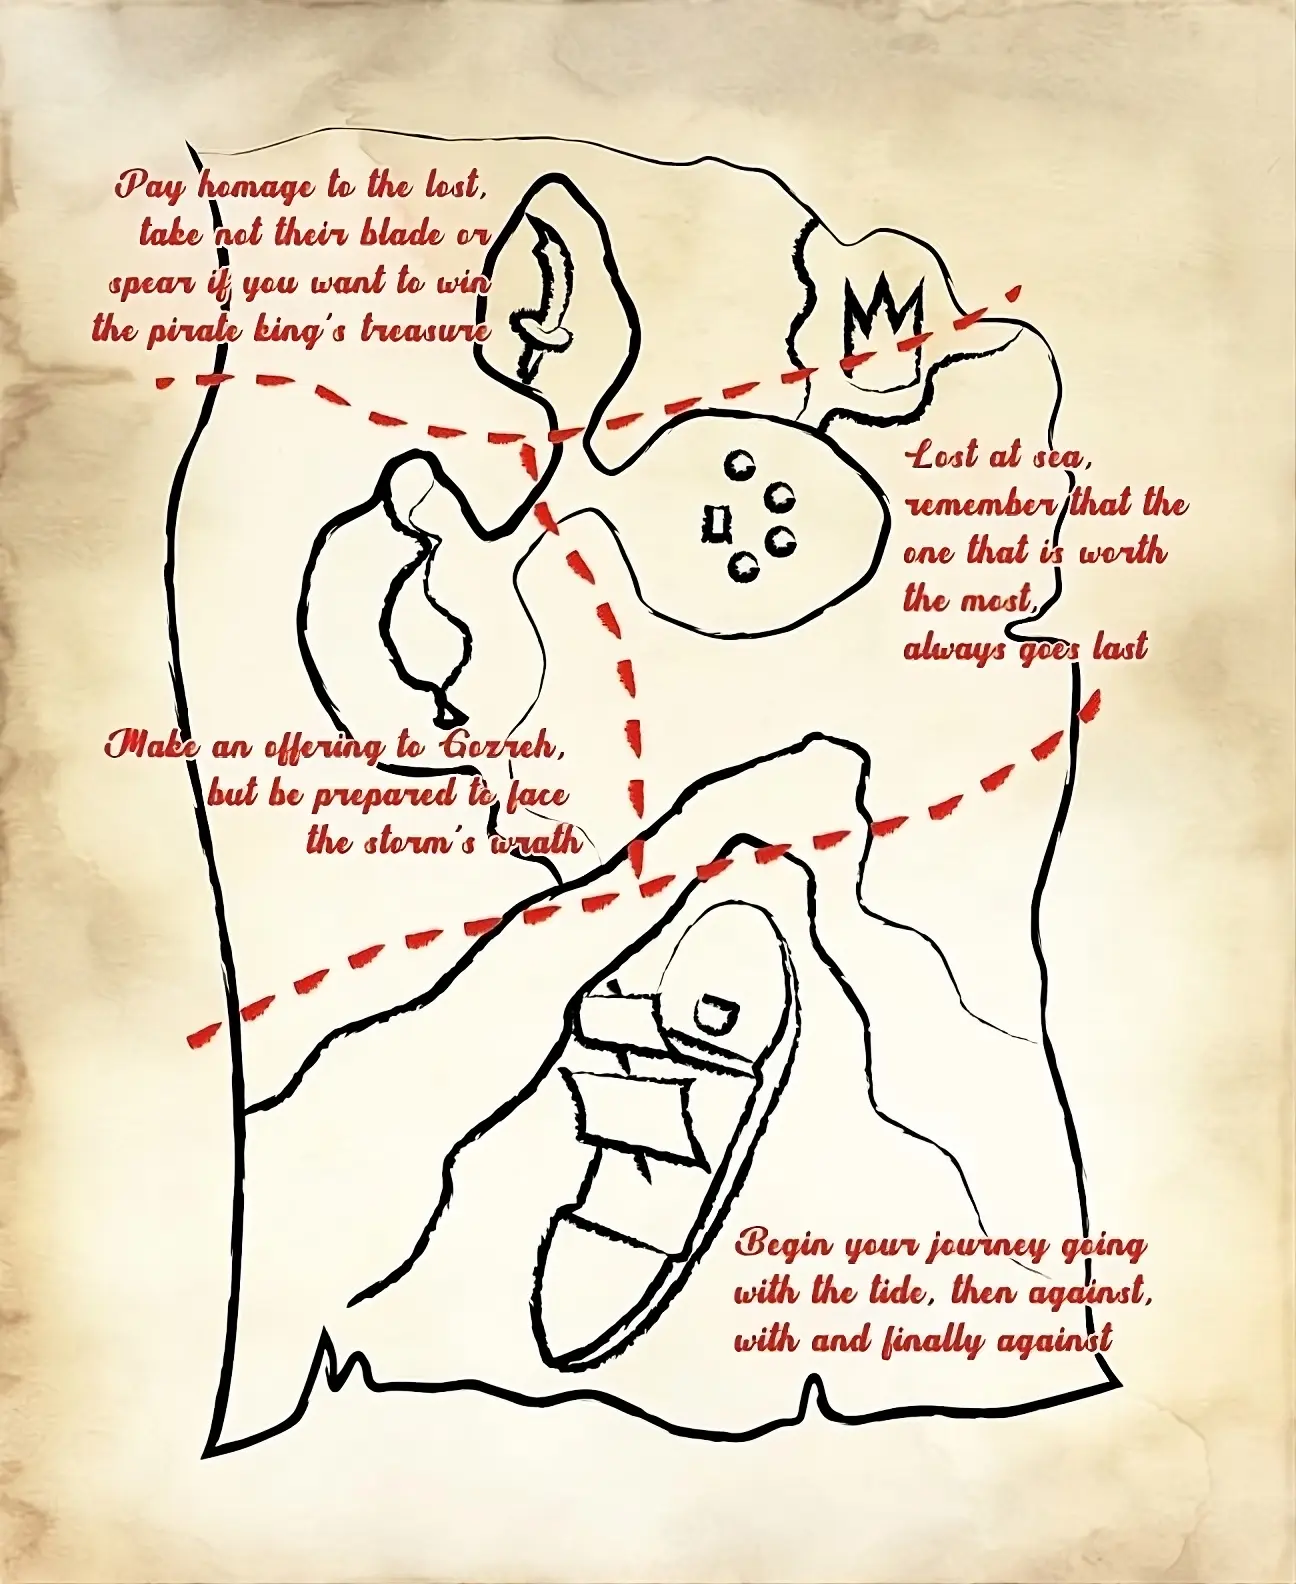 Pay homage to the lost,
take not their blade or
spear if you want to win
the pirate king's treasure
Lost at sea,
remember that the
one that is worth
the most,
always goes last
Make an offering to Gozreh,
but be prepared to face
the storm's wrath
Begin your journey going
with the tide, then against,
with and finally against